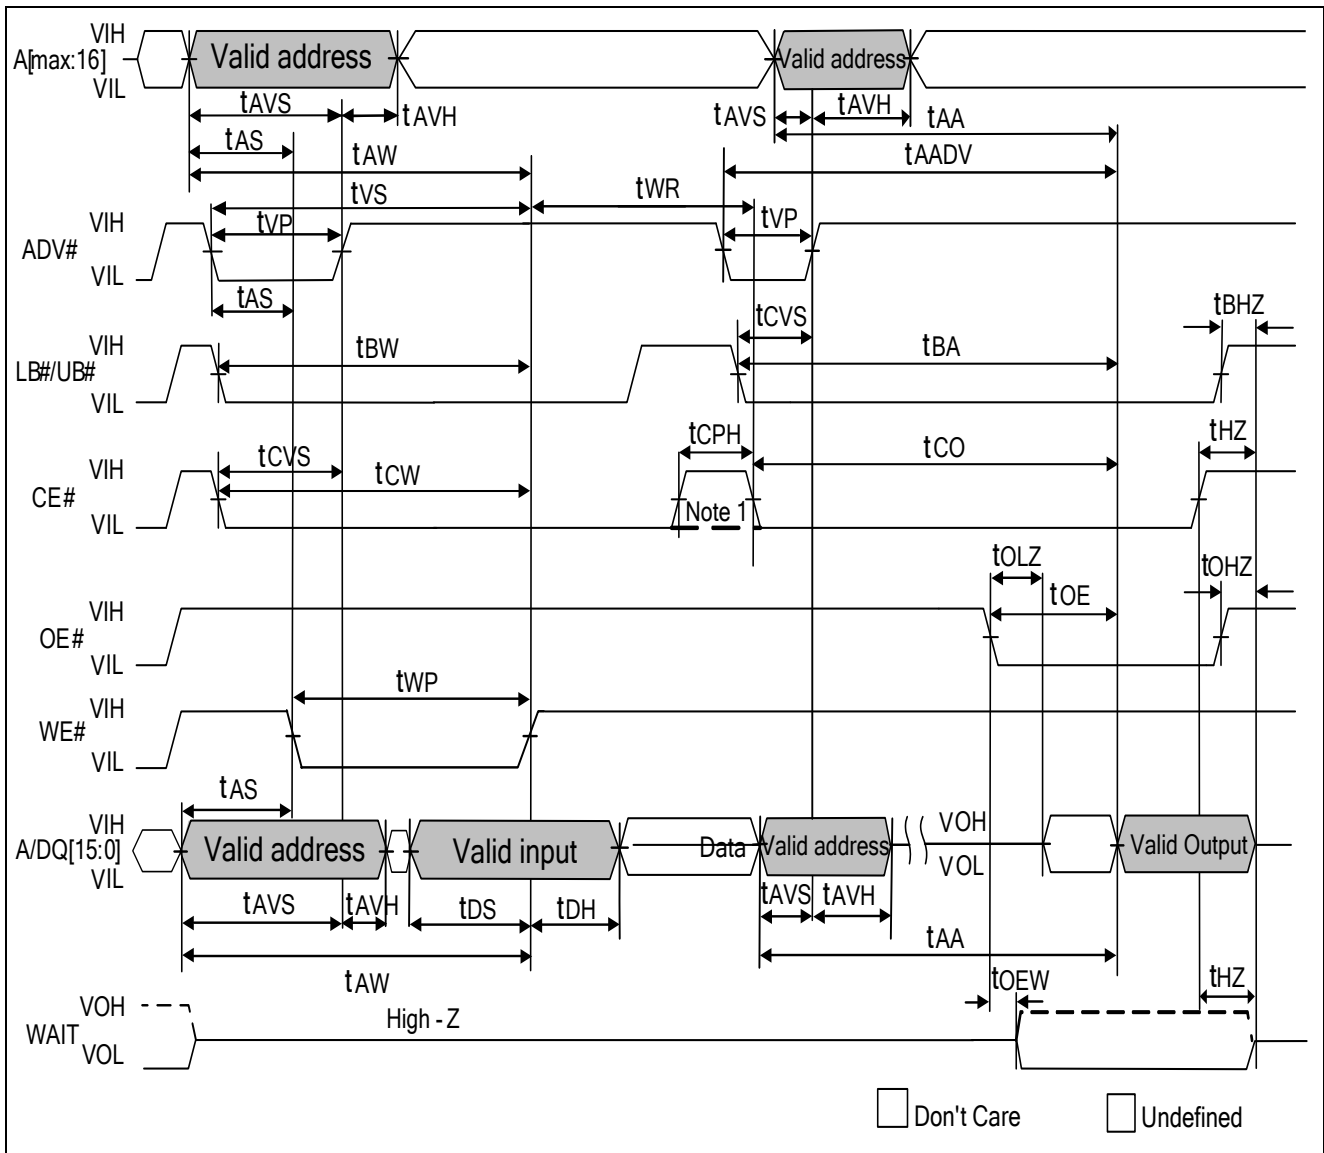 VIH
A[max:16]
VIL
Valid address
Valid address
tAVS
tAVH
tAVS
tAVH
tAS
tAA
tAW
tAADV
tVS
tWR
VIH
ADV#
VIL
tVP
tVP
tAS
tCVS
tBHZ
VIH
LB#/UB#
VIL
tBW
tBA
tCPH
tHZ
VIH
CE#
VIL
tCVS
tCW
tCO
Note 1
tOLZ
tOHZ
VIH
OE#
VIL
tOE
VIH
WE#
VIL
tWP
tAS
VIH
A/DQ[15:0]
VIL
Valid address
Valid input
Data
Valid address
VOH
VOL
Valid Output
tAVS
tAVH
tDS
tDH
tAVS
tAVH
tAW
tAA
tOEW
tHZ
VOH
WAIT
VOL
High - Z
Don't Care
Undefined